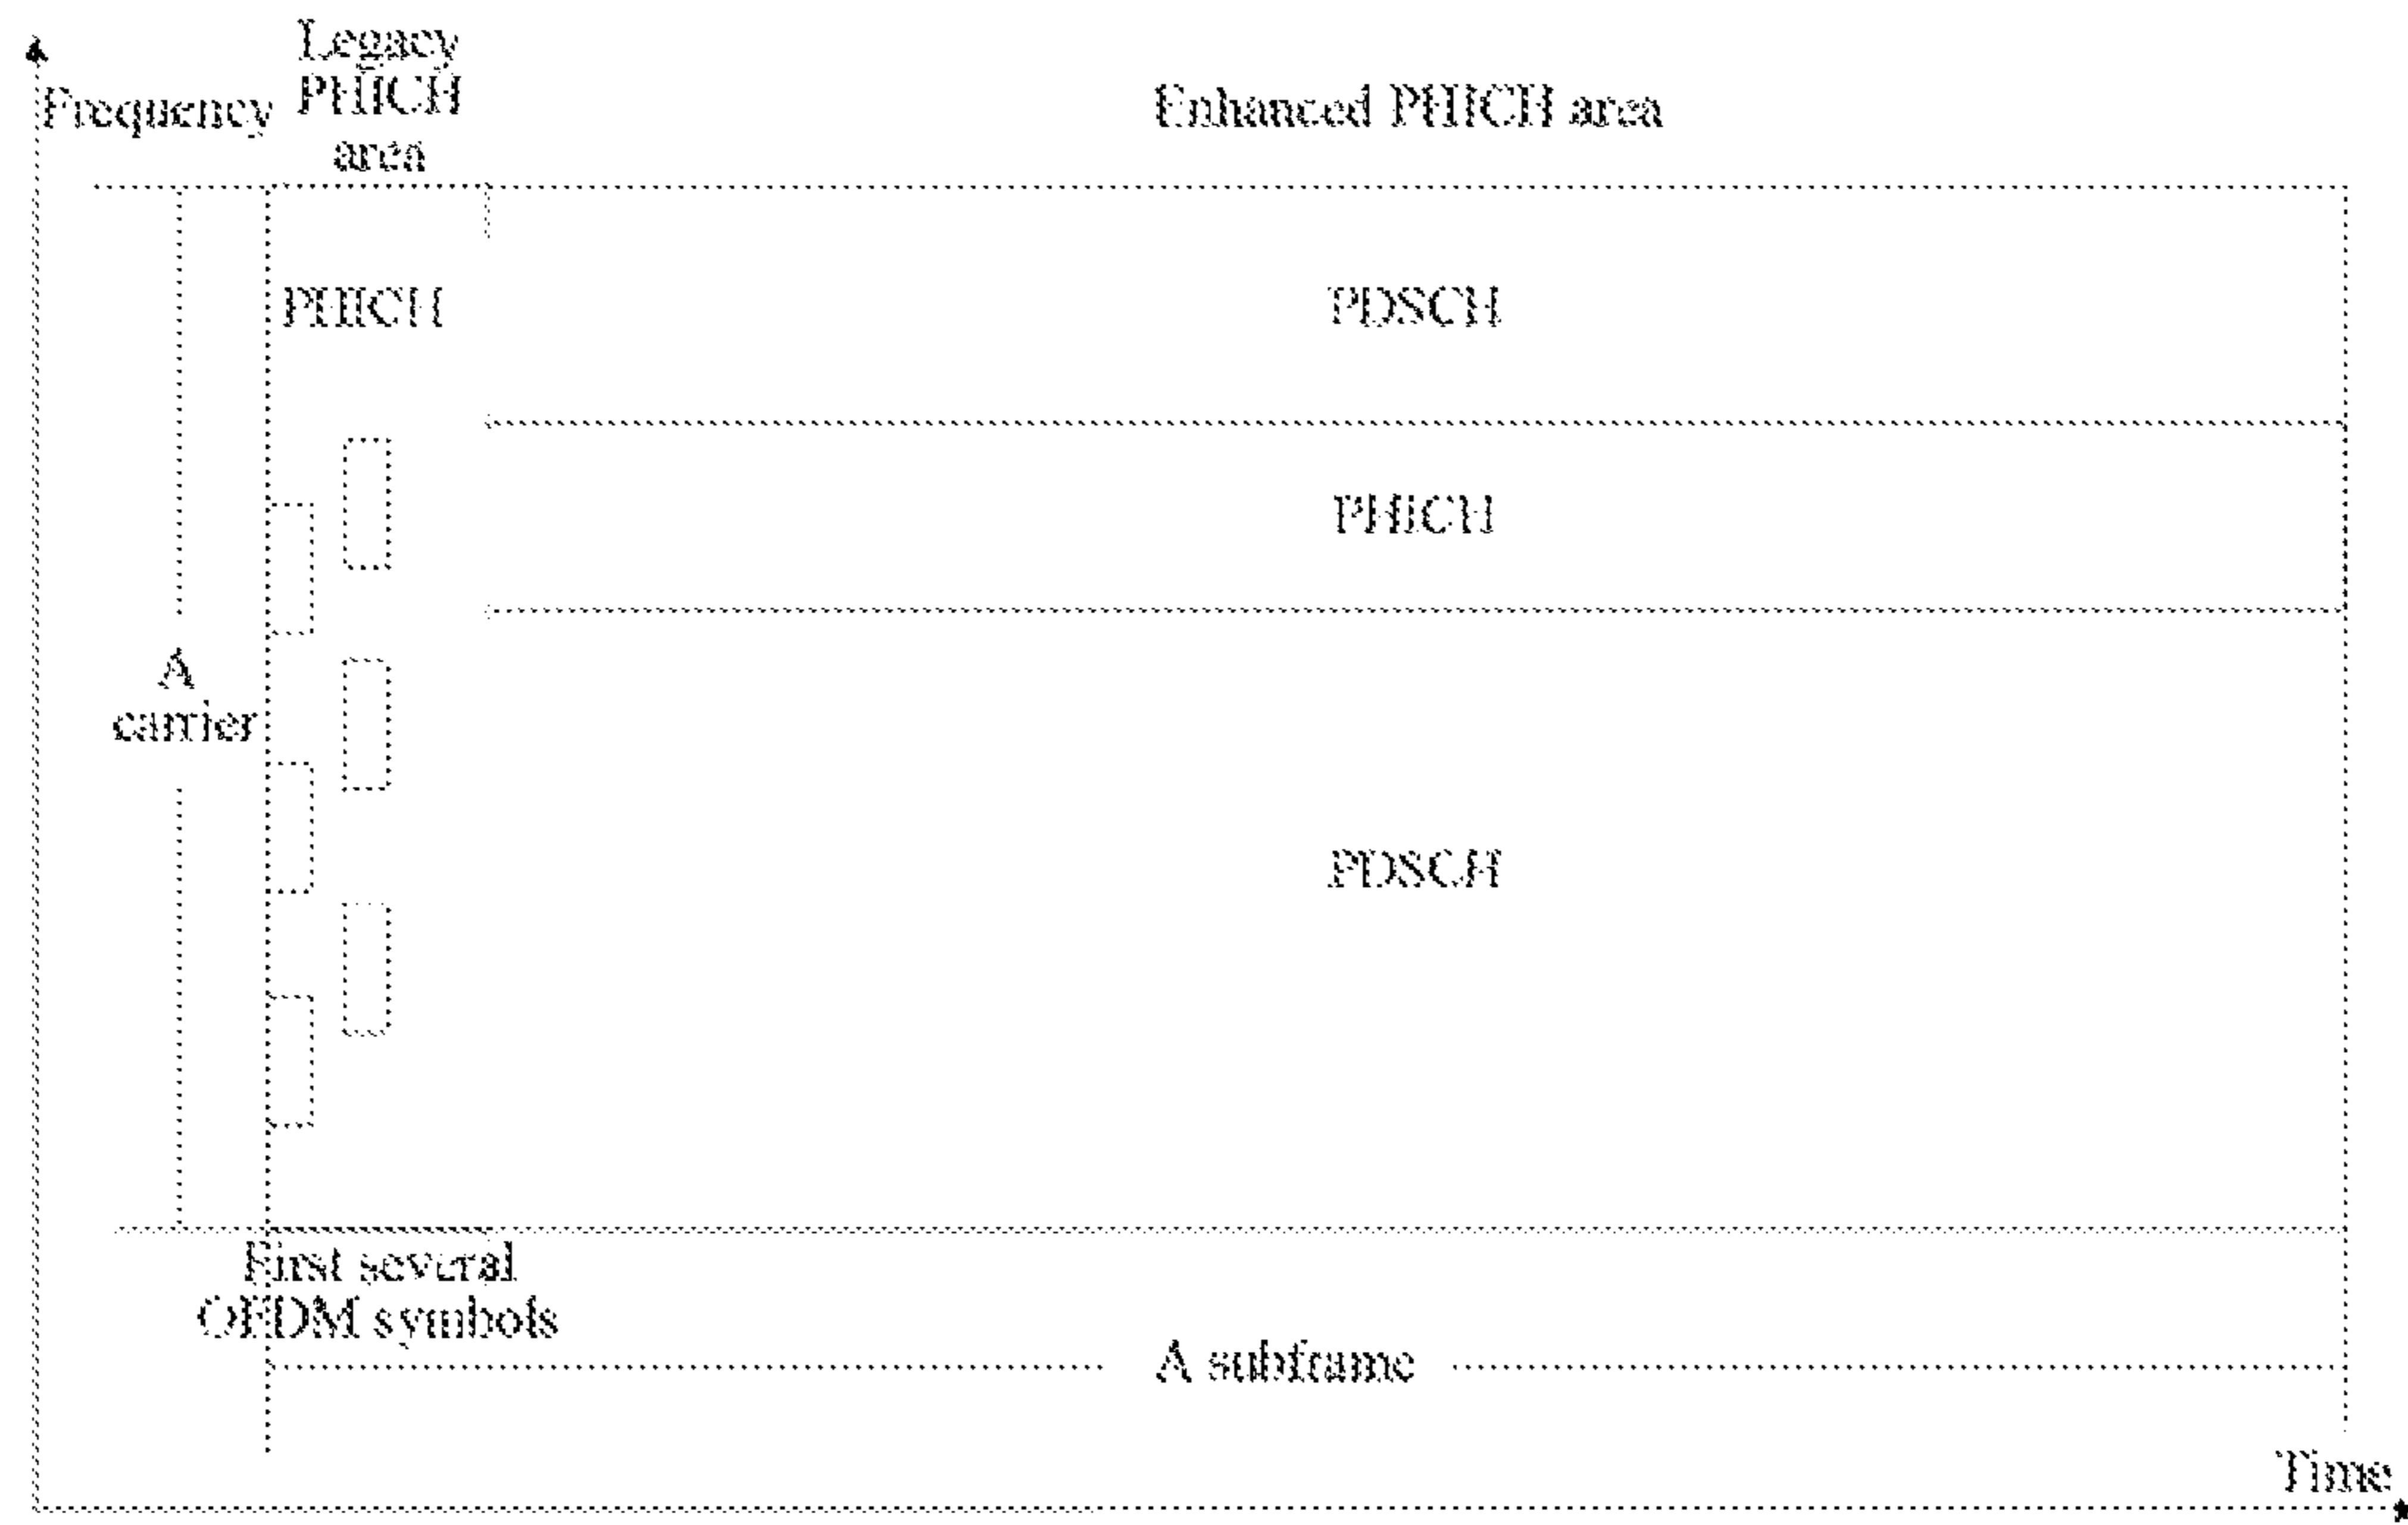 Legacy
PHICH
area
Frequency
Enhanced PHICH area
PHICH
PDSCH
PHICH
A
carrier
PDSCH
First several
OFDM symbols
A subframe
Time